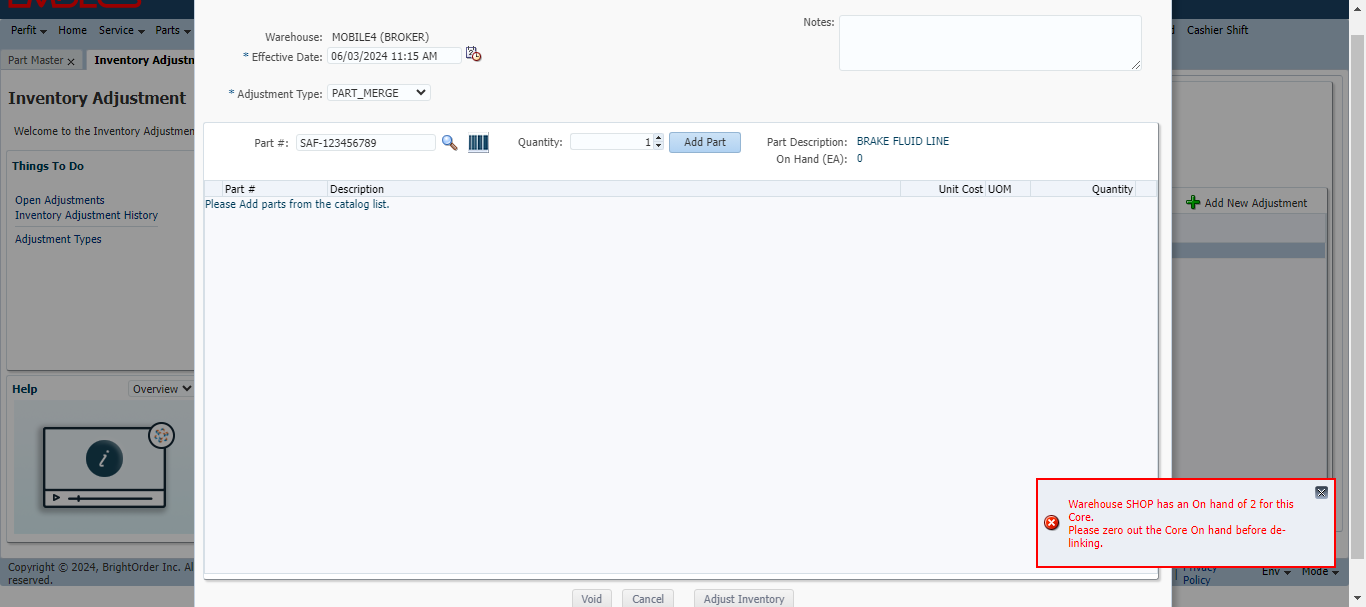 Perfit Home Service Parts
Cashier Shift
Part Master x
Inventory Adjustn
Inventory Adjustment
Welcome to the Inventory Adjustmen
Things To Do
Open Adjustments
Inventory Adjustment History
Adjustment Types
Help
Overview
Copyright © 2024, BrightOrder Inc. Al
reserved.
Warehouse: MOBILE4 (BROKER)
* Effective Date: 06/03/2024 11:15 AM
* Adjustment Type: PART_MERGE
Notes:
Part #: SAF-123456789
Quantity: 1
Add Part
Part Description: BRAKE FLUID LINE
On Hand (EA): 0
Part # Description Unit Cost UOM Quantity
Please Add parts from the catalog list.
Add New Adjustment
Warehouse SHOP has an On hand of 2 for this
Core.
Please zero out the Core On hand before de-
linking.
Privacy
Policy
Env Mode
Void Cancel Adjust Inventory